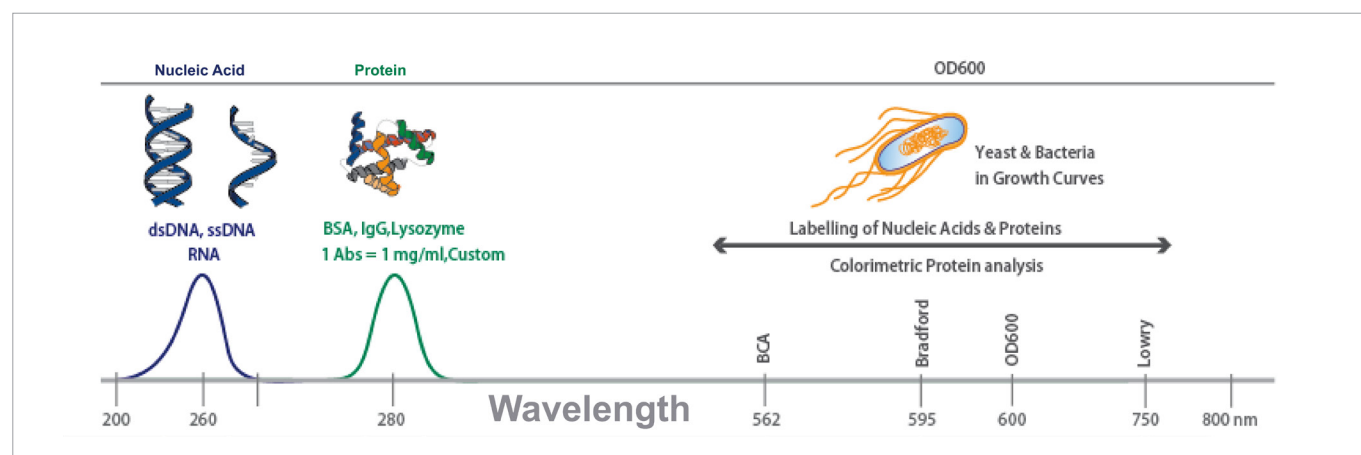 Nucleic Acid
Protein
OD600
Yeast & Bacteria
in Growth Curves
dsDNA, ssDNA
RNA
BSA, IgG,Lysozyme
1 Abs = 1 mg/ml,Custom
Labelling of Nucleic Acids & Proteins
Colorimetric Protein analysis
BCA
Bradford
OD600
Lowry
200
260
280
Wavelength
562
595
600
750
800 nm